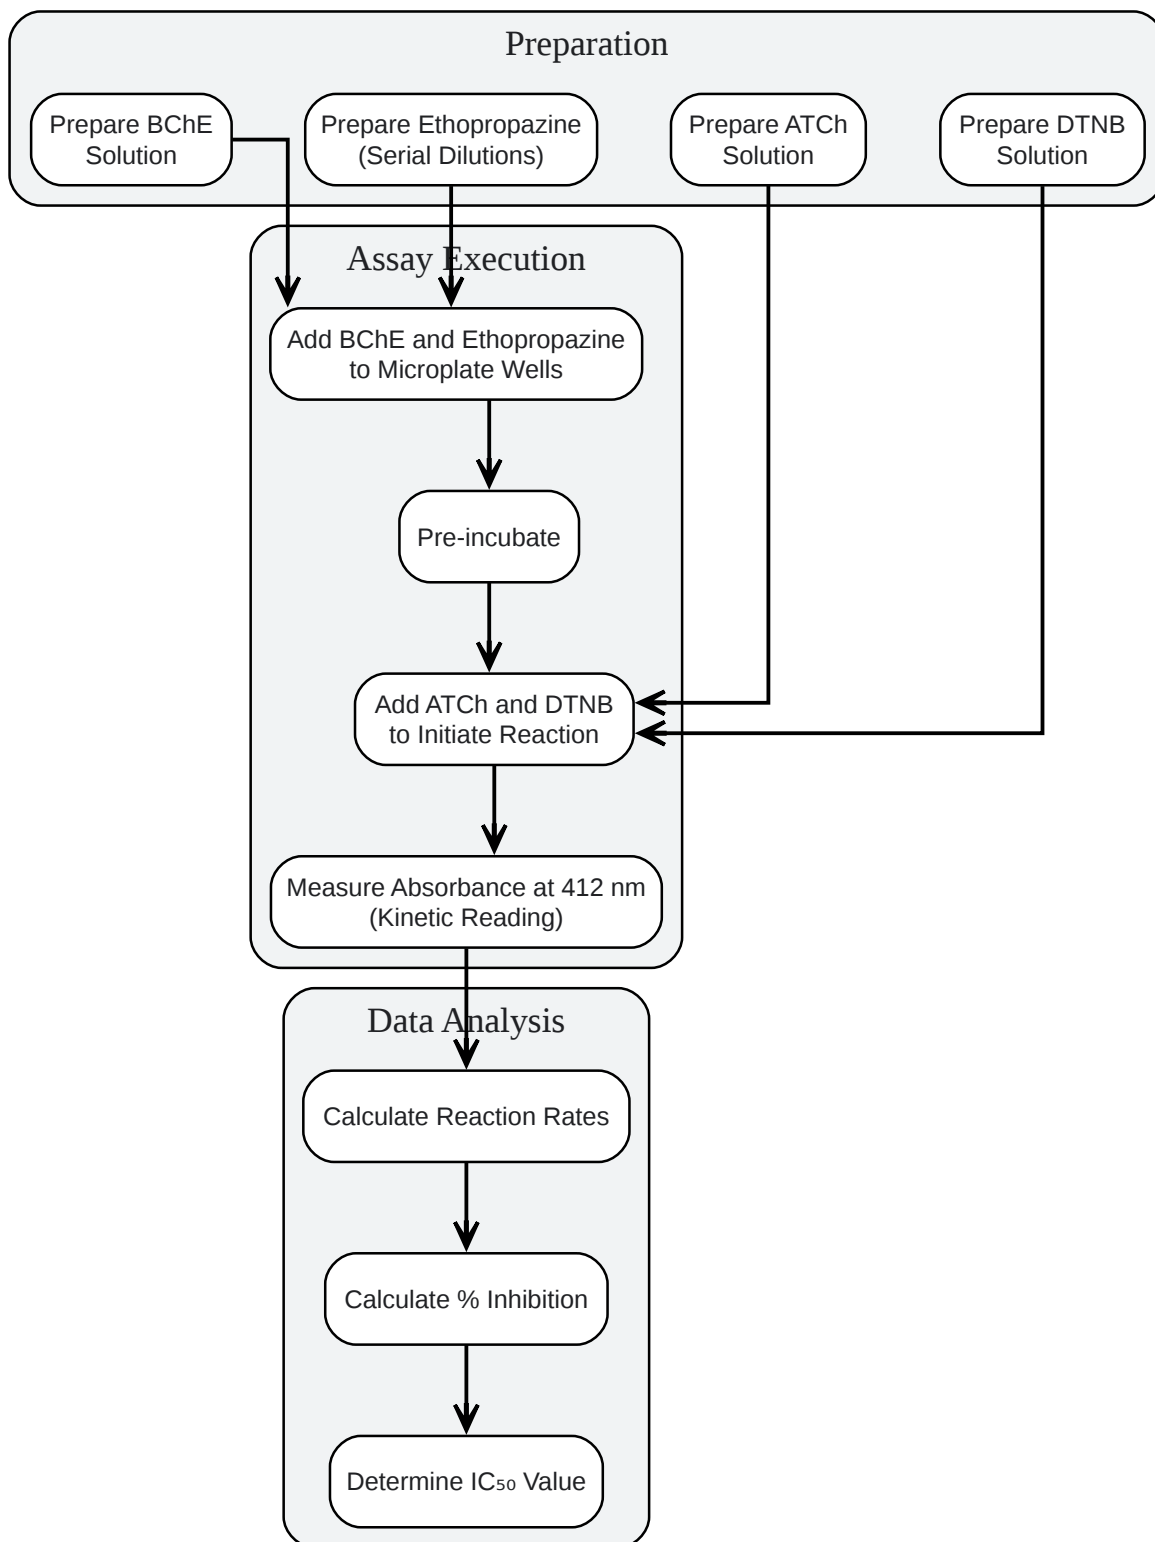 Preparation
Prepare BChE
Solution
Prepare Ethopropazine
(Serial Dilutions)
Prepare ATCh
Solution
Prepare DTNB
Solution
Assay Execution
Add BChE and Ethopropazine
to Microplate Wells
Pre-incubate
Add ATCh and DTNB
to Initiate Reaction
Measure Absorbance at 412 nm
(Kinetic Reading)
Data Analysis
Calculate Reaction Rates
Calculate % Inhibition
Determine IC₅₀ Value